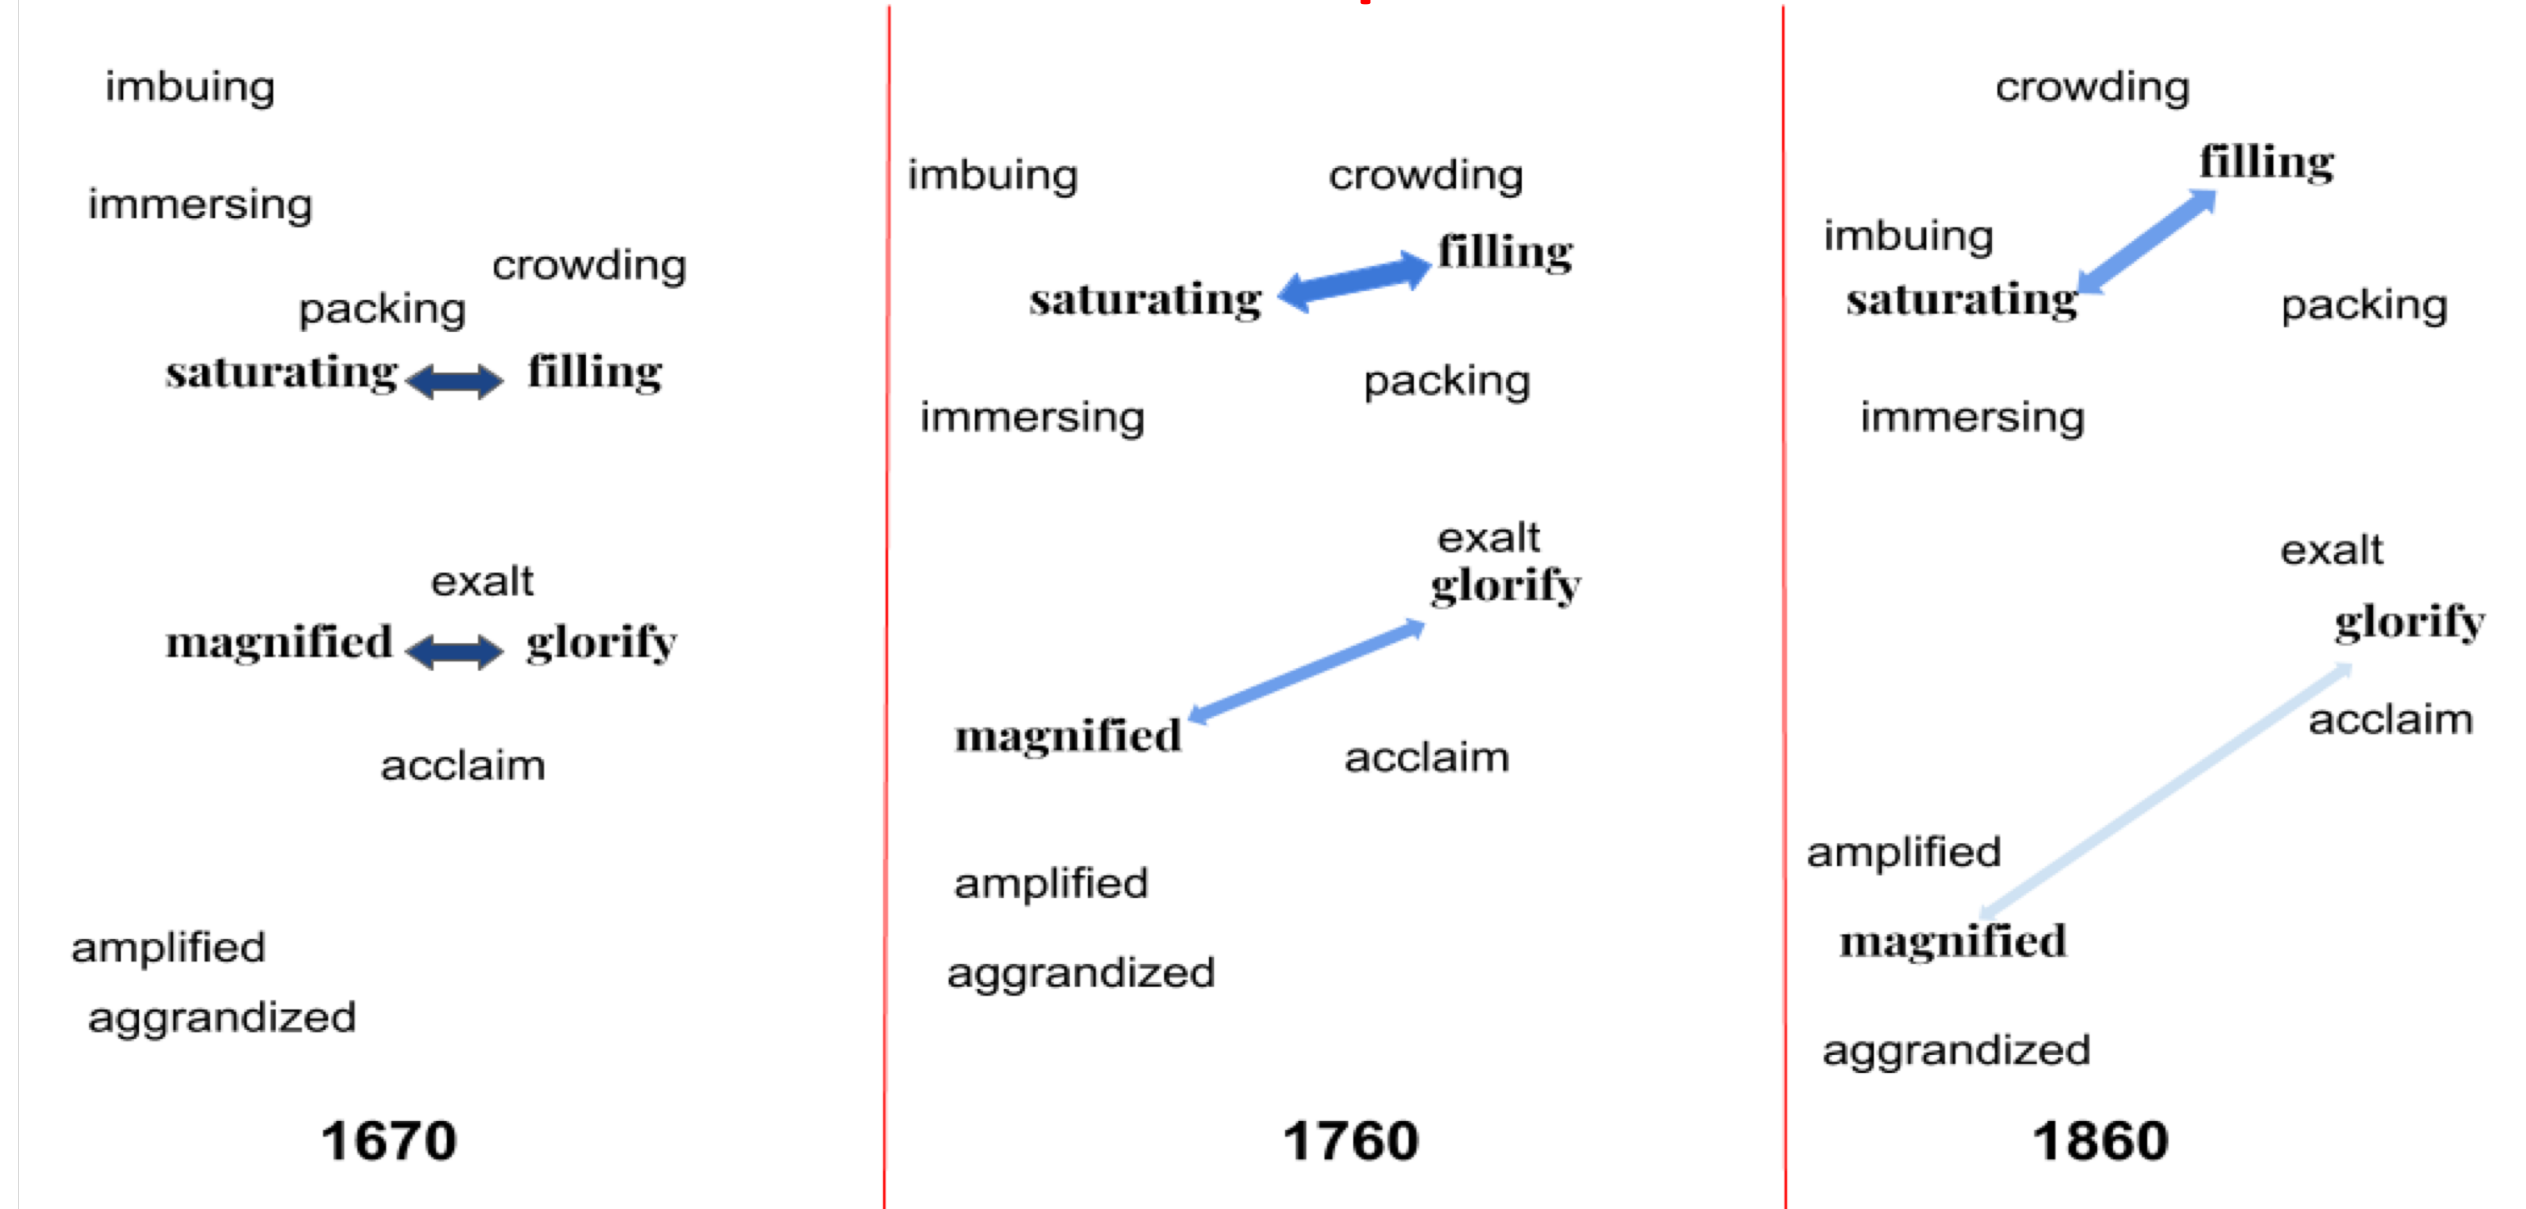 imbuing
immersing
crowding
packing
saturating filling
exalt
magnified glorify
acclaim
amplified
aggrandized
1670
imbuing crowding
filling
saturating
packing
immersing
exalt
glorify
magnified
acclaim
amplified
aggrandized
1760
crowding
filling
imbuing
saturating packing
immersing
exalt
glorify
acclaim
amplified
magnified
aggrandized
1860